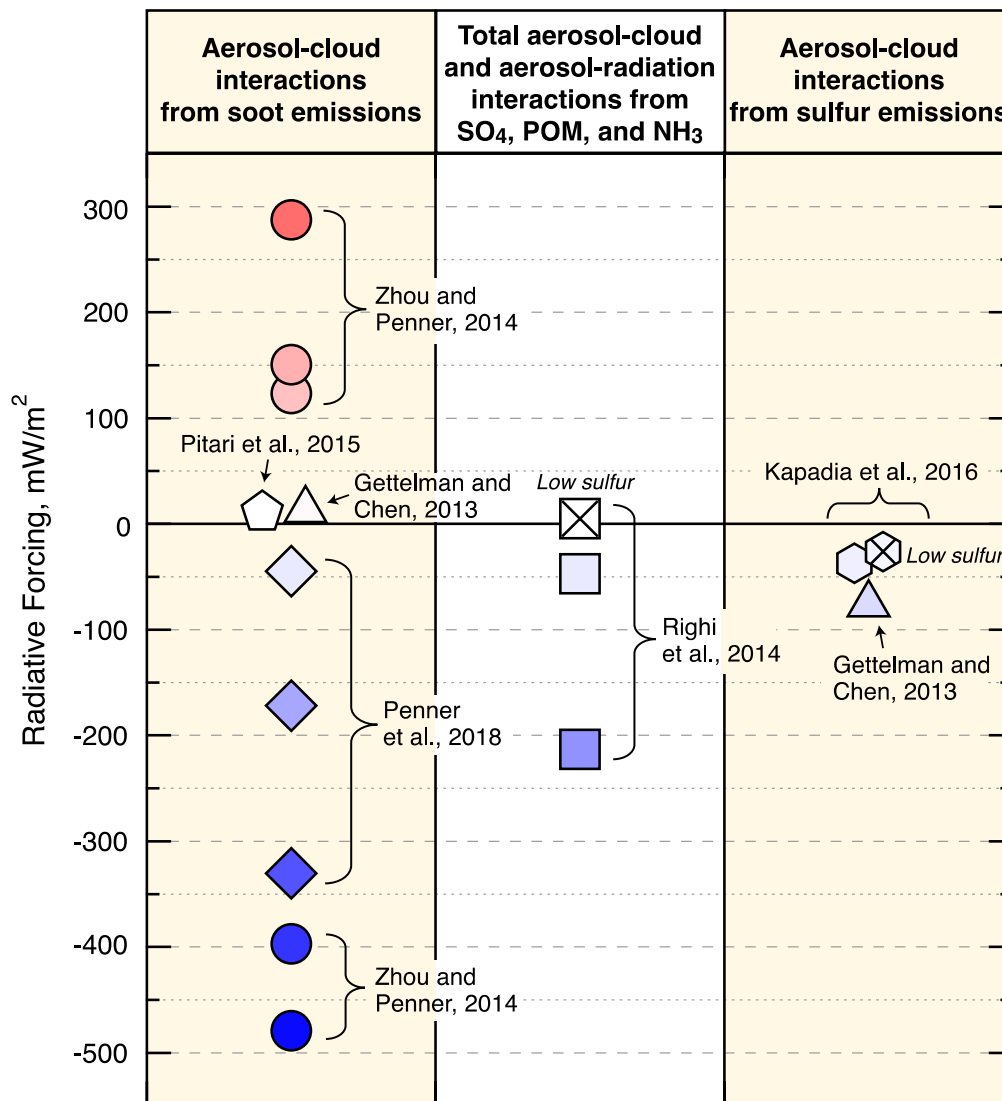 Aerosol-cloud
interactions
from soot emissions
Total aerosol-cloud
and aerosol-radiation
interactions from
SO₄, POM, and NH₃
Aerosol-cloud
interactions
from sulfur emissions
Radiative Forcing, mW/m²
300
200
100
0
-100
-200
-300
-400
-500
Zhou and
Penner, 2014
Pitari et al., 2015
Gettelman and
Chen, 2013
Penner
et al., 2018
Zhou and
Penner, 2014
Low sulfur
Righi
et al., 2014
Kapadia et al., 2016
Low sulfur
Gettelman and
Chen, 2013